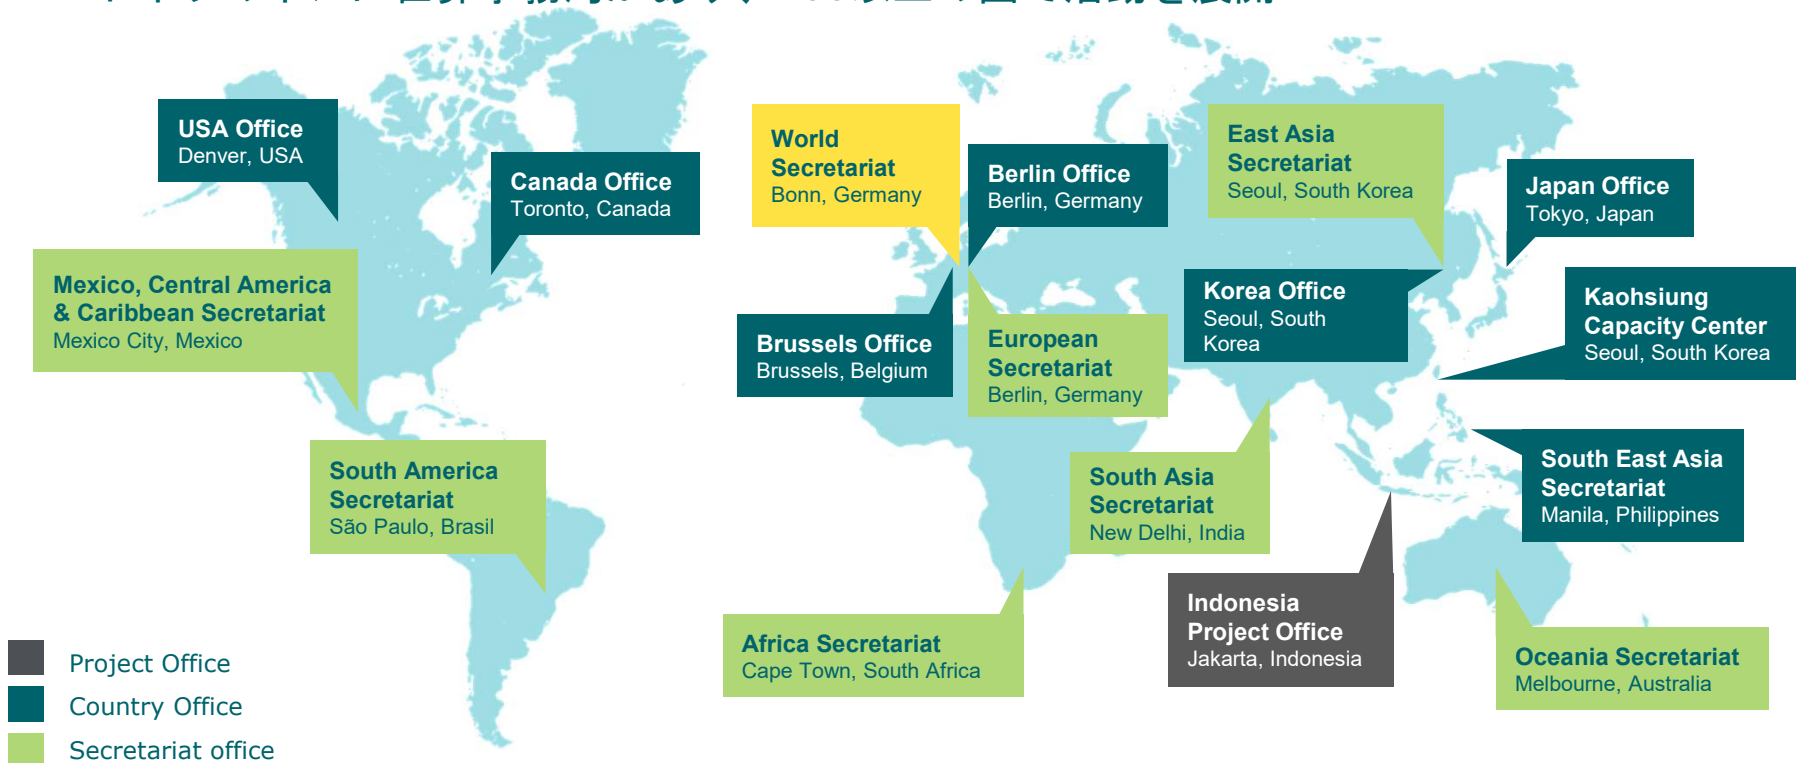 USA Office
Denver, USA
Canada Office
Toronto, Canada
Mexico, Central America
& Caribbean Secretariat
Mexico City, Mexico
South America
Secretariat
São Paulo, Brasil
World
Secretariat
Bonn, Germany
Berlin Office
Berlin, Germany
East Asia
Secretariat
Seoul, South Korea
Japan Office
Tokyo, Japan
Brussels Office
Brussels, Belgium
European
Secretariat
Berlin, Germany
Korea Office
Seoul, South
Korea
Kaohsiung
Capacity Center
Seoul, South Korea
South Asia
Secretariat
New Delhi, India
South East Asia
Secretariat
Manila, Philippines
Africa Secretariat
Cape Town, South Africa
Indonesia
Project Office
Jakarta, Indonesia
Oceania Secretariat
Melbourne, Australia
Project Office
Country Office
Secretariat office